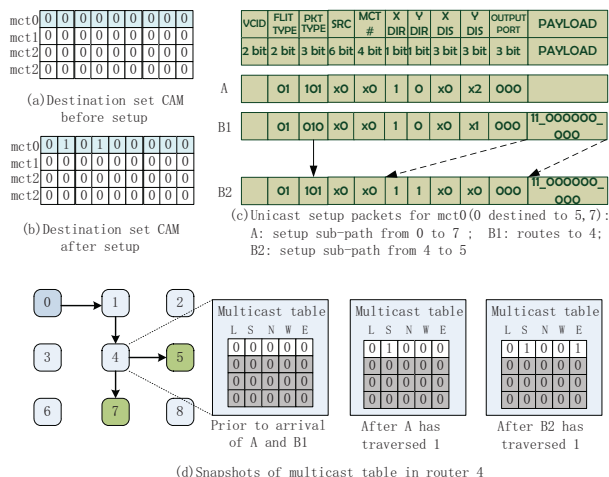 mct0 0 0 0 0 0 0 0 0 0
mct1 0 0 0 0 0 0 0 0 0
mct2 0 0 0 0 0 0 0 0 0
mct2 0 0 0 0 0 0 0 0 0
(a)Destination set CAM
before setup
mct0 0 1 0 1 0 0 0 0 0
mct1 0 0 0 0 0 0 0 0 0
mct2 0 0 0 0 0 0 0 0 0
mct2 0 0 0 0 0 0 0 0 0
(b)Destination set CAM
after setup
VCID FLIT TYPE PKT TYPE SRC MCT # X DIR Y DIR X DIS Y DIS OUTPUT PORT PAYLOAD
2 bit 2 bit 3 bit 6 bit 4 bit 1bit 1bit 3 bit 3 bit 3 bit PAYLOAD
A 01 101 x0 x0 1 0 x0 x2 000
B1 01 010 x0 x0 1 0 x0 x1 000 11_000000_000
B2 01 101 x0 x0 1 1 x0 x0 000 11_000000_000
(c)Unicast setup packets for mct0(0 destined to 5,7):
A: setup sub-path from 0 to 7 ; B1: routes to 4;
B2: setup sub-path from 4 to 5
0 1 2
3 4 5
6 7 8
Multicast table
L S N W E
0 0 0 0 0
0 0 0 0 0
0 0 0 0 0
0 0 0 0 0
Prior to arrival
of A and B1
Multicast table
L S N W E
0 1 0 0 0
0 0 0 0 0
0 0 0 0 0
0 0 0 0 0
After A has
traversed 1
Multicast table
L S N W E
0 1 0 0 1
0 0 0 0 0
0 0 0 0 0
0 0 0 0 0
After B2 has
traversed 1
(d)Snapshots of multicast table in router 4